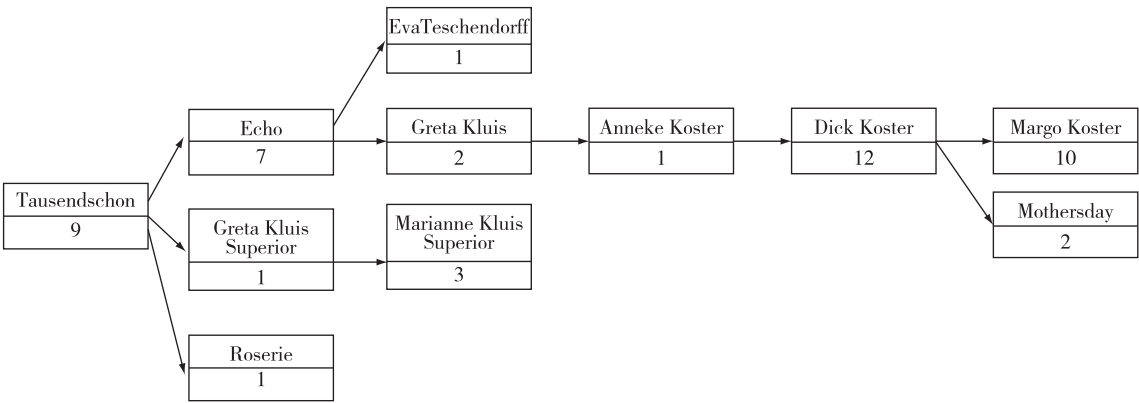 EvaTeschendorff
1
Echo
7
Greta Kluis
2
Anneke Koster
1
Dick Koster
12
Margo Koster
10
Tausendschon
9
Greta Kluis
Superior
1
Marianne Kluis
Superior
3
Mothersday
2
Roserie
1